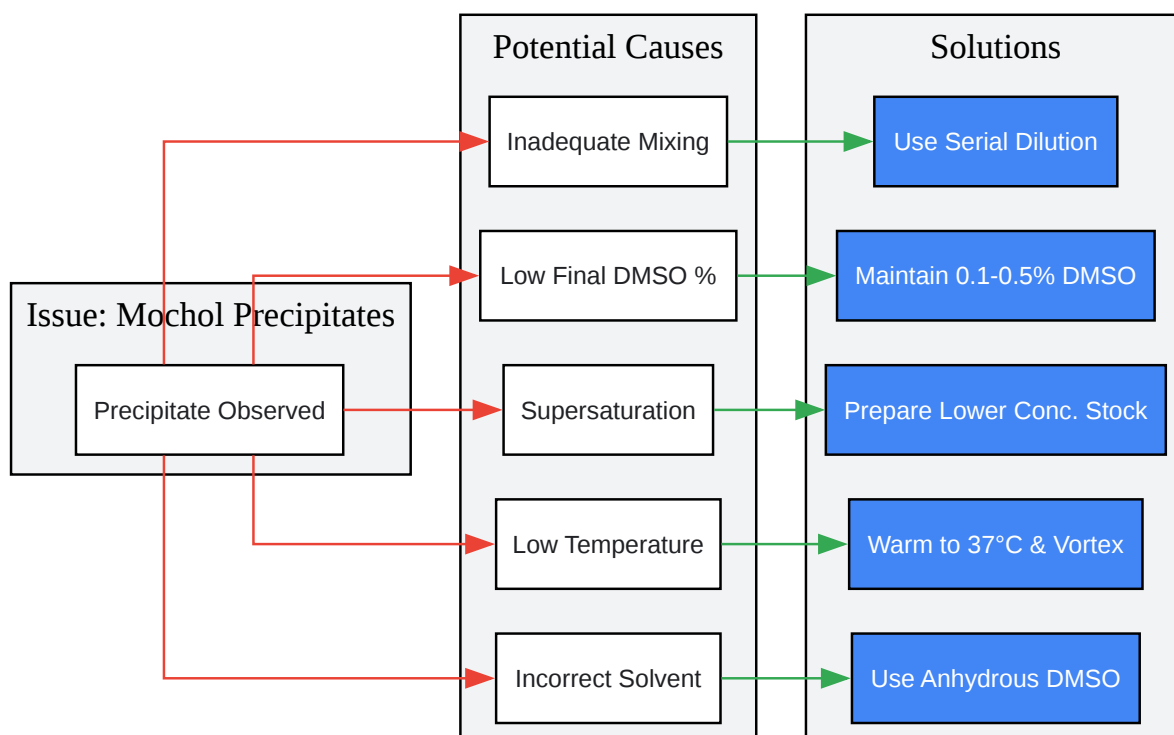 Potential Causes
Solutions
Inadequate Mixing
Use Serial Dilution
Low Final DMSO %
Maintain 0.1-0.5% DMSO
Issue: Mochol Precipitates
Precipitate Observed
Supersaturation
Prepare Lower Conc. Stock
Low Temperature
Warm to 37°C & Vortex
Incorrect Solvent
Use Anhydrous DMSO